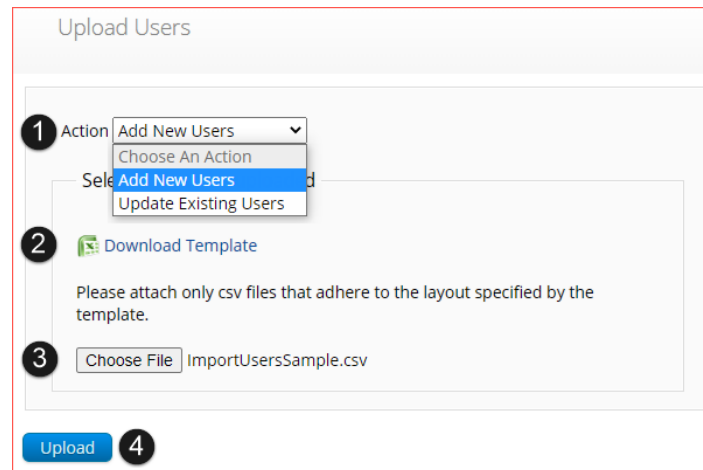 Upload Users
1 Action Add New Users
Choose An Action
Sele Add New Users d
Update Existing Users
2 Download Template
Please attach only csv files that adhere to the layout specified by the
template.
3 Choose File ImportUsersSample.csv
Upload 4